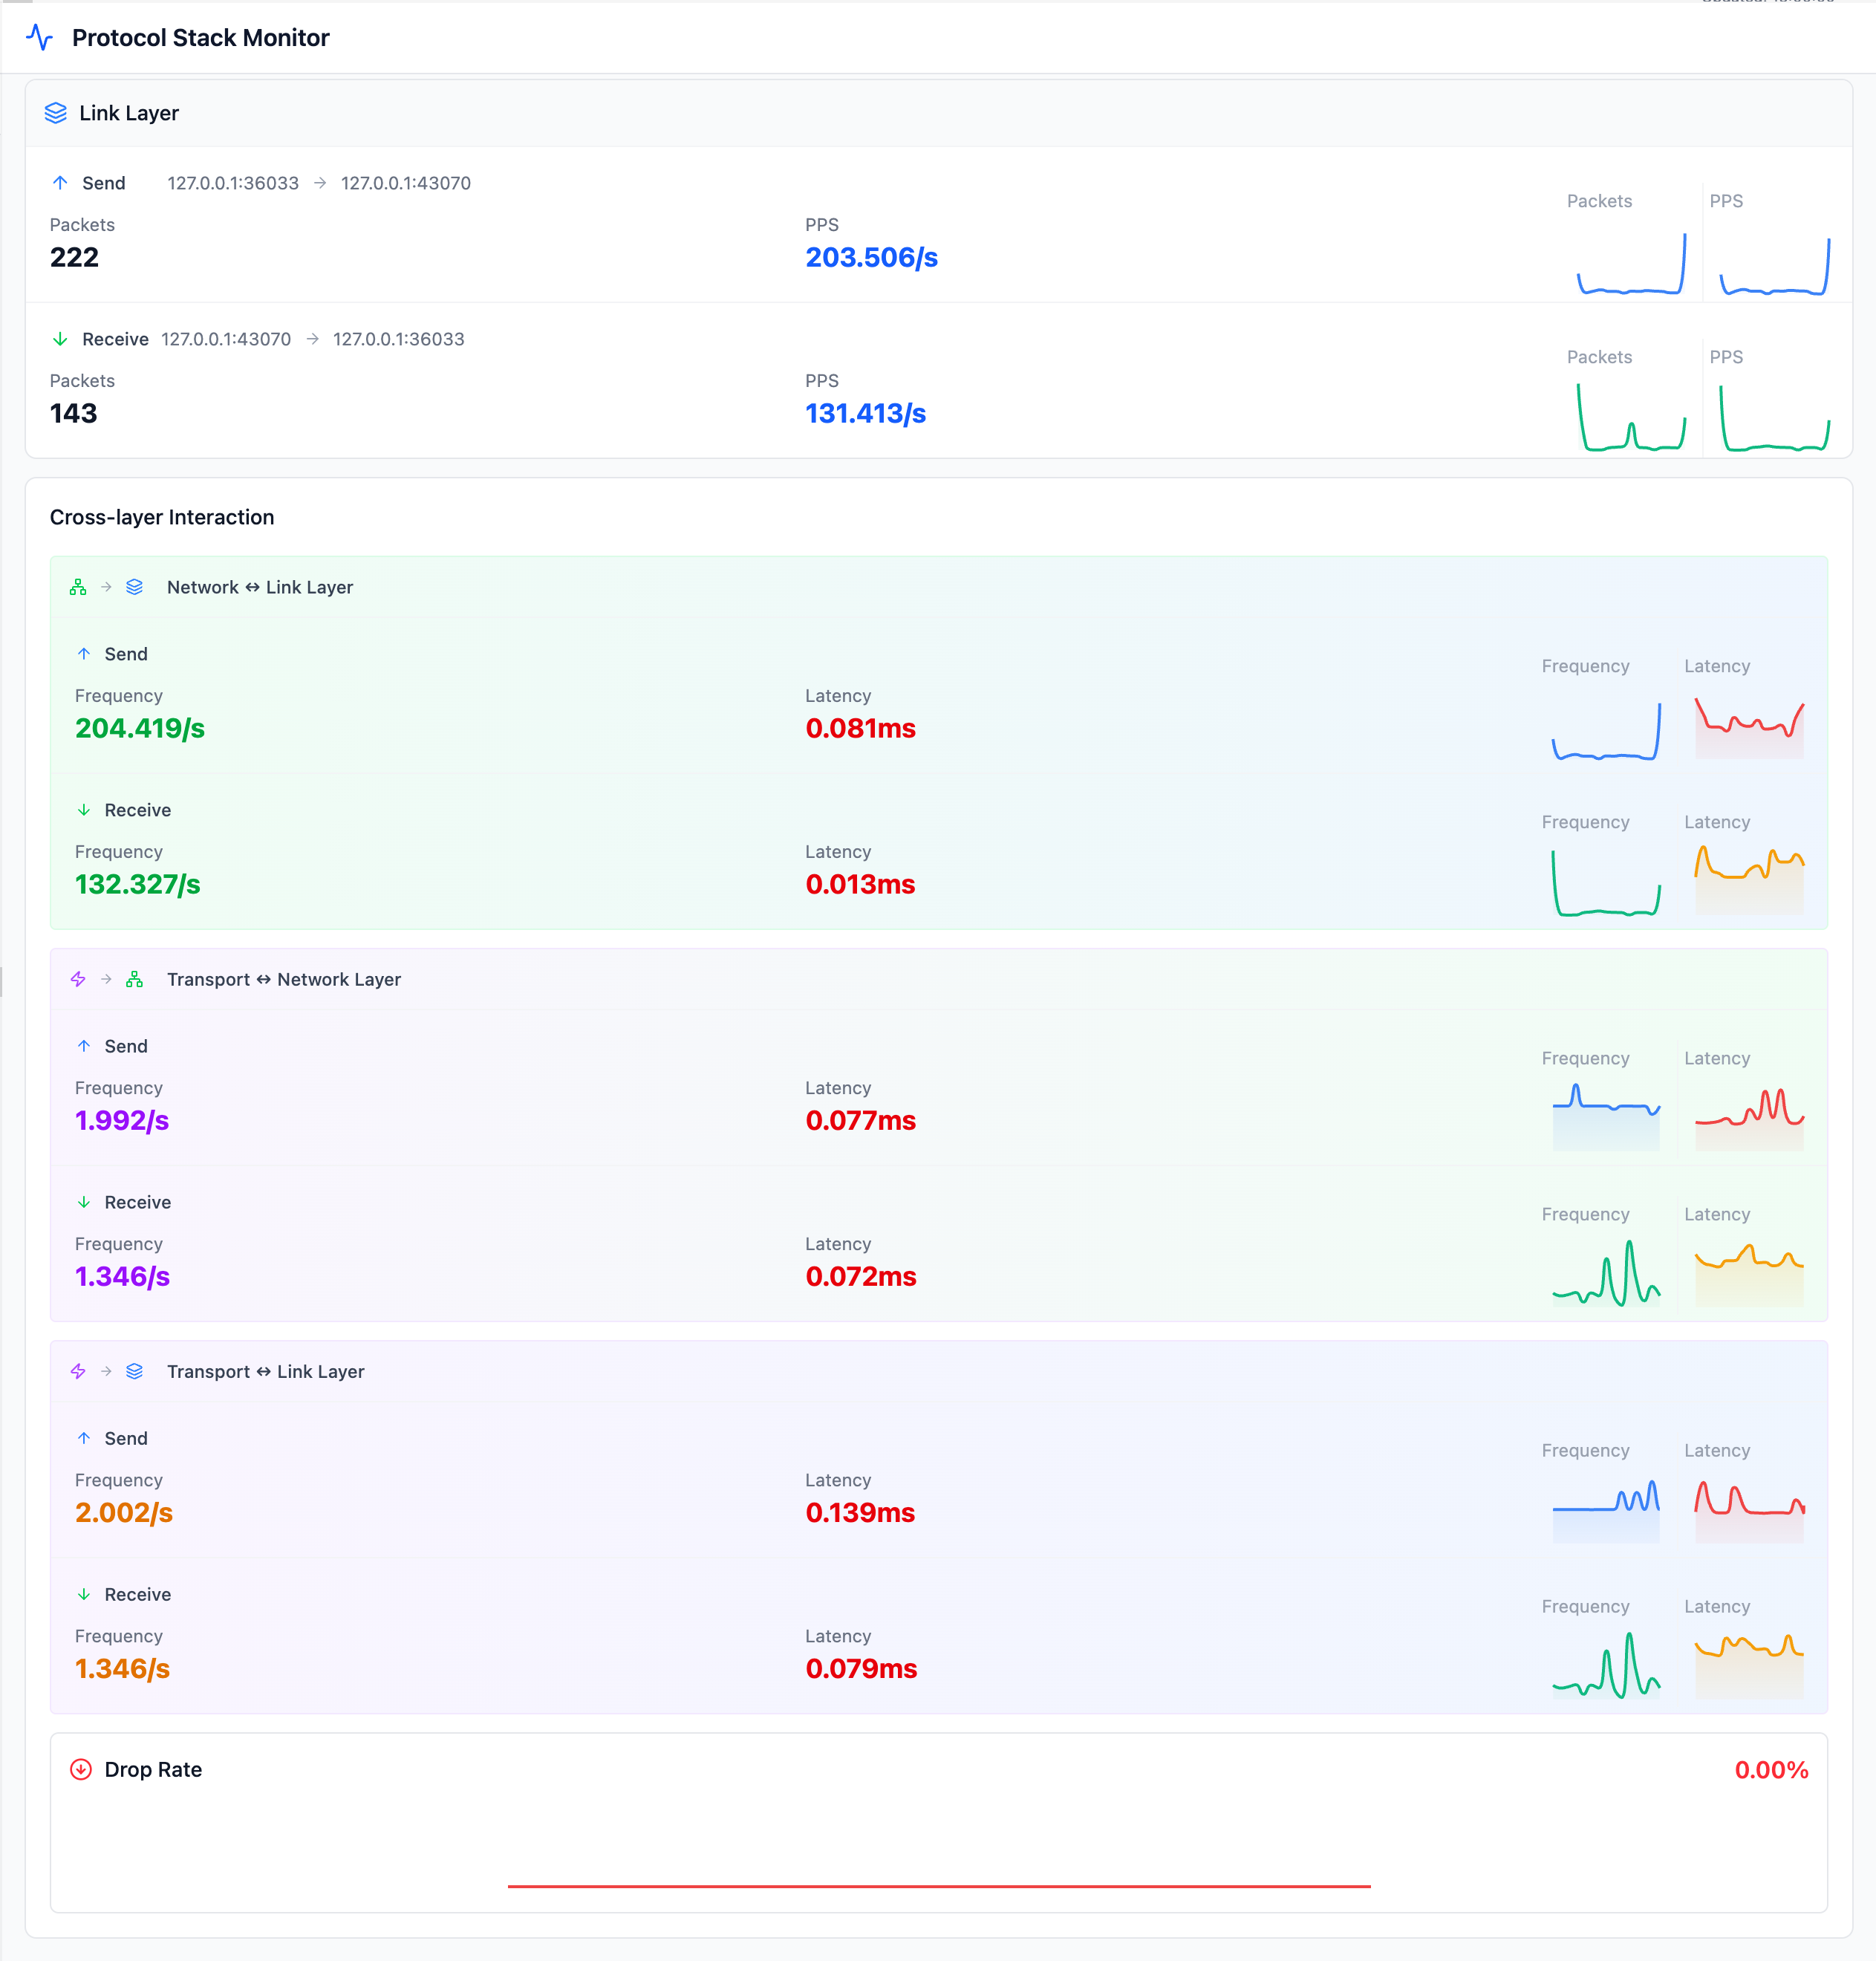 Protocol Stack Monitor
Link Layer
Send 127.0.0.1:36033 → 127.0.0.1:43070
Packets PPS
222 203.506/s
Packets PPS
Receive 127.0.0.1:43070 → 127.0.0.1:36033
Packets PPS
143 131.413/s
Packets PPS
Cross-layer Interaction
Network ↔ Link Layer
Send
Frequency Latency
204.419/s 0.081ms
Frequency Latency
Receive
Frequency Latency
132.327/s 0.013ms
Frequency Latency
Transport ↔ Network Layer
Send
Frequency Latency
1.992/s 0.077ms
Frequency Latency
Receive
Frequency Latency
1.346/s 0.072ms
Frequency Latency
Transport ↔ Link Layer
Send
Frequency Latency
2.002/s 0.139ms
Frequency Latency
Receive
Frequency Latency
1.346/s 0.079ms
Frequency Latency
Drop Rate 0.00%